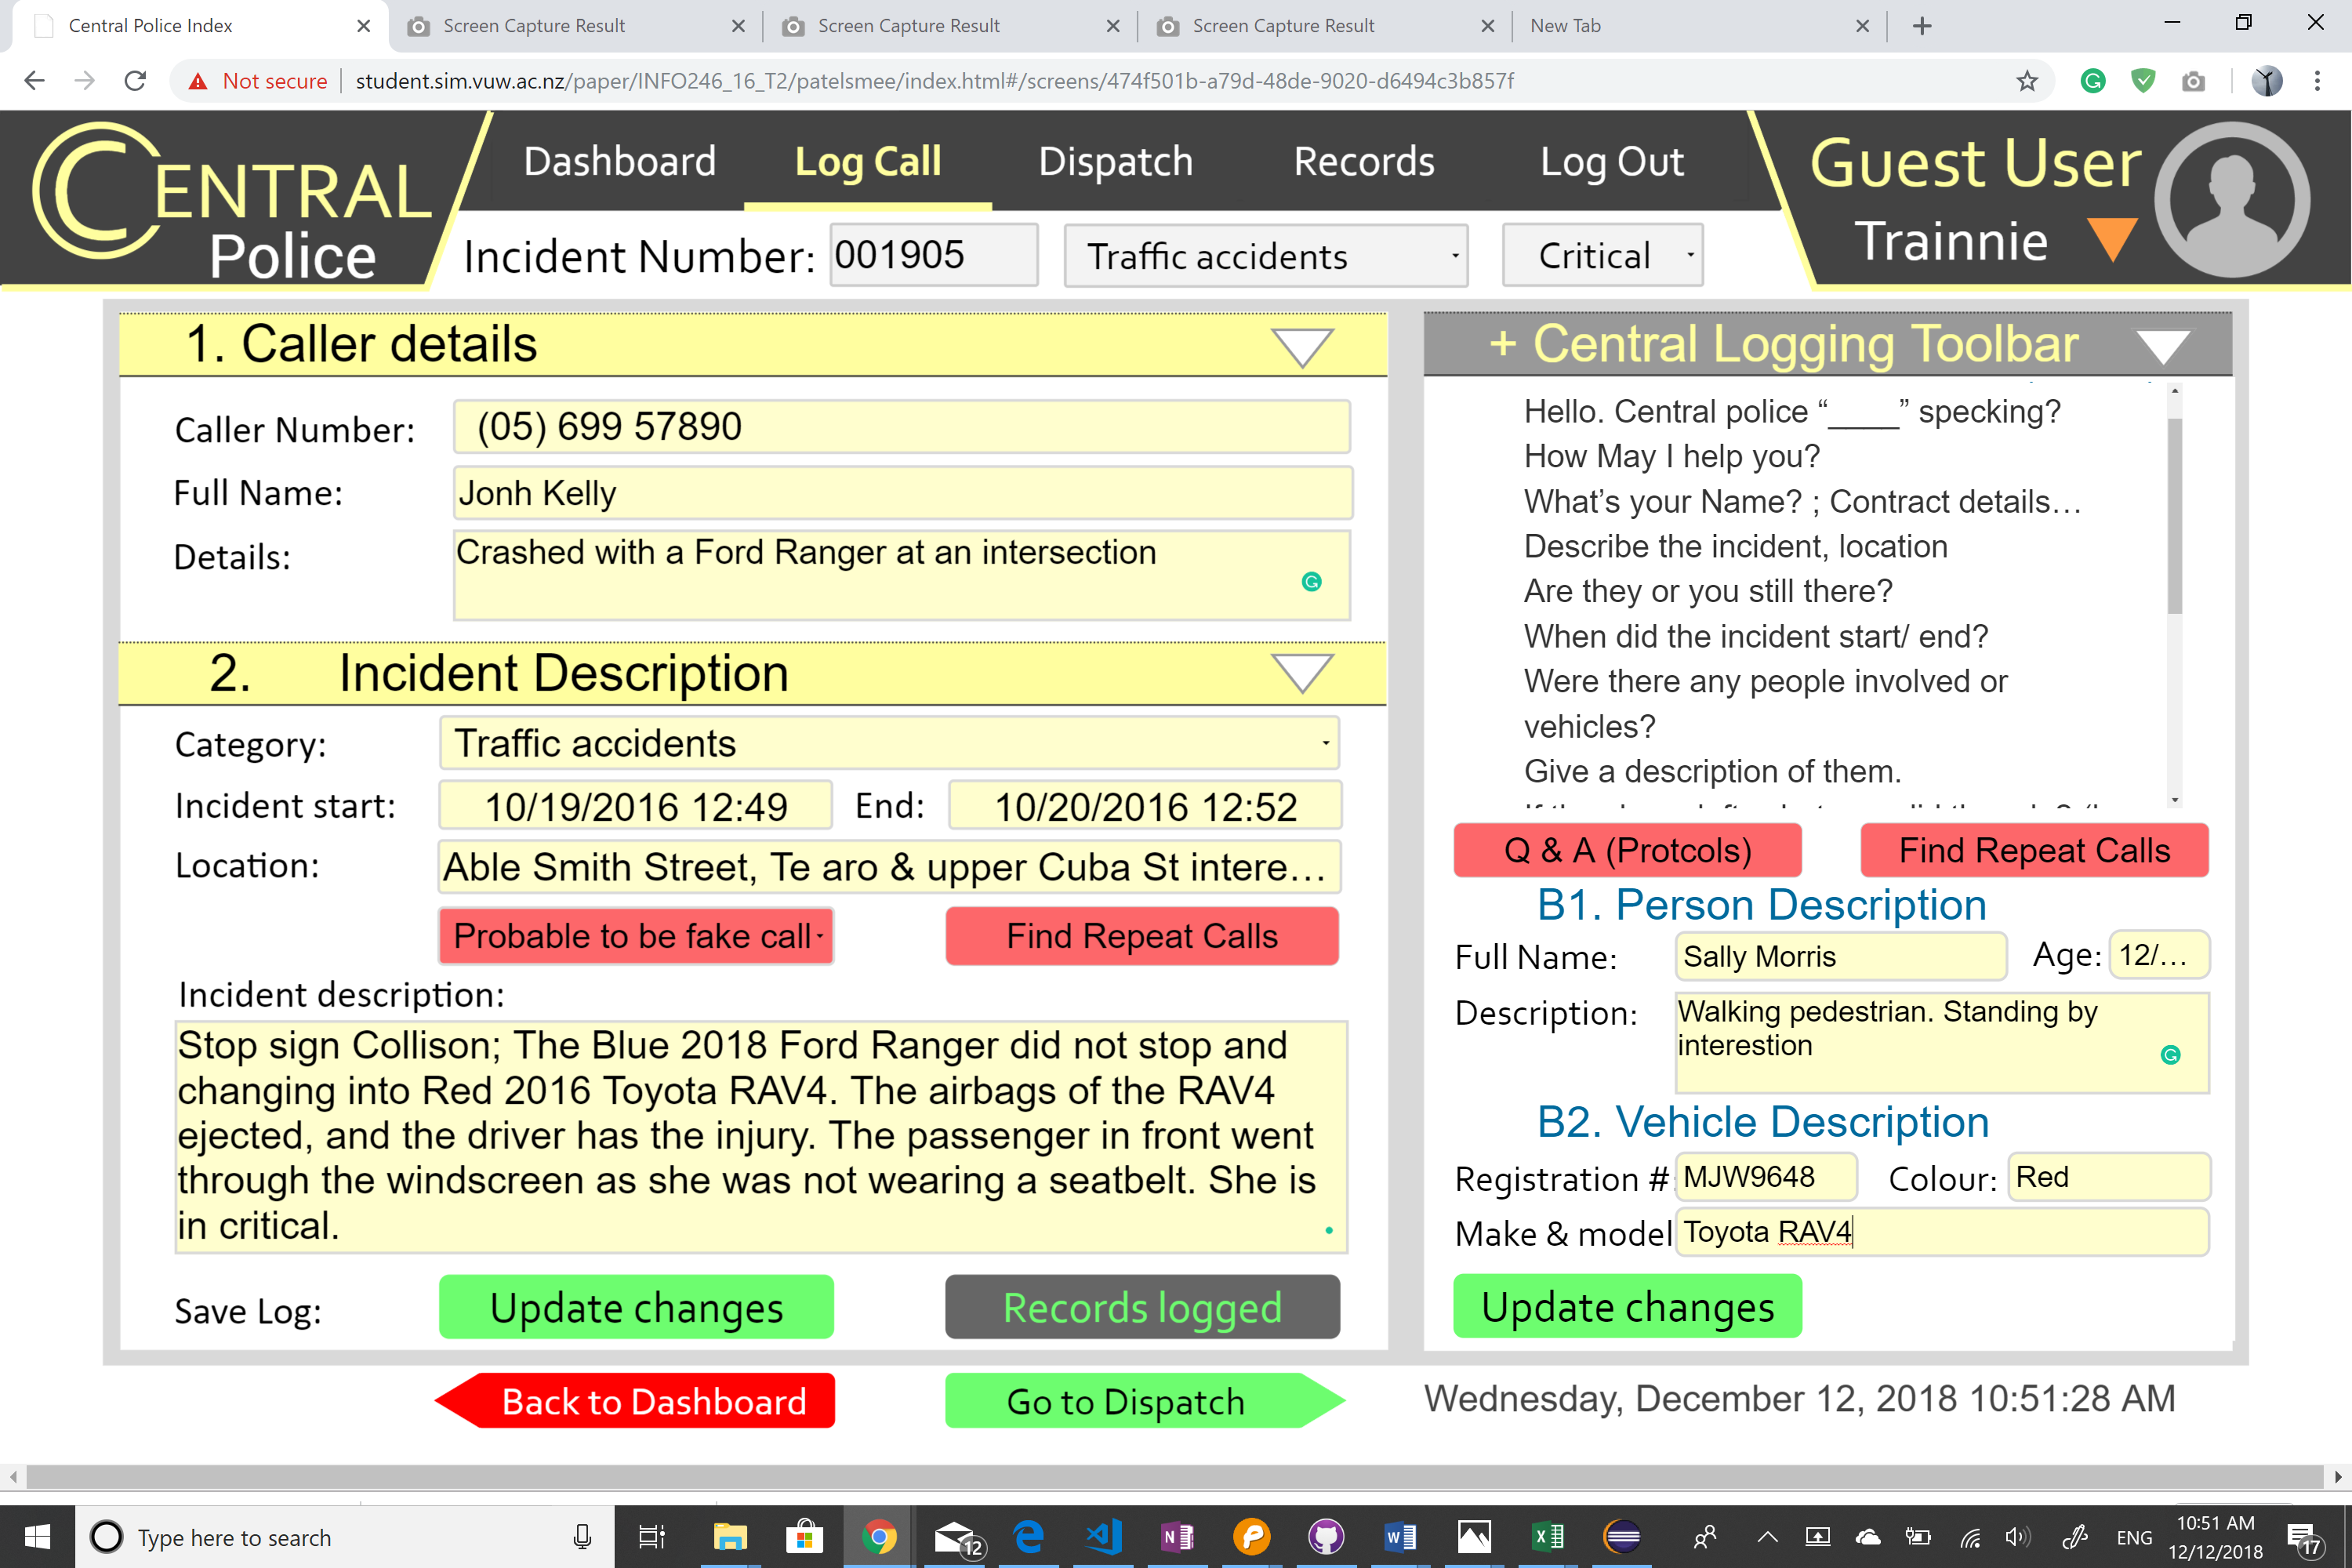 Central Police Index
Screen Capture Result
Screen Capture Result
Screen Capture Result
New Tab
Not secure
student.sim.vuw.ac.nz/paper/INFO246_16_T2/patelsmee/index.html#/screens/474f501b-a79d-48de-9020-d6494c3b857f
CENTRAL
Police
Dashboard
Log Call
Dispatch
Records
Log Out
Guest User
Trainnie
Incident Number: 001905
Traffic accidents
Critical
1. Caller details
Caller Number: (05) 699 57890
Full Name: Jonh Kelly
Details: Crashed with a Ford Ranger at an intersection
2. Incident Description
Category: Traffic accidents
Incident start: 10/19/2016 12:49 End: 10/20/2016 12:52
Location: Able Smith Street, Te aro & upper Cuba St intere…
Probable to be fake call
Find Repeat Calls
Incident description:
Stop sign Collison; The Blue 2018 Ford Ranger did not stop and
changing into Red 2016 Toyota RAV4. The airbags of the RAV4
ejected, and the driver has the injury. The passenger in front went
through the windscreen as she was not wearing a seatbelt. She is
in critical.
Save Log:
Update changes
Records logged
Back to Dashboard
Go to Dispatch
+ Central Logging Toolbar
Hello. Central police “____” specking?
How May I help you?
What’s your Name? ; Contract details…
Describe the incident, location
Are they or you still there?
When did the incident start/ end?
Were there any people involved or
vehicles?
Give a description of them.
Q & A (Protcols)
Find Repeat Calls
B1. Person Description
Full Name: Sally Morris Age: 12/…
Description: Walking pedestrian. Standing by
interestion
B2. Vehicle Description
Registration # MJW9648 Colour: Red
Make & model Toyota RAV4
Update changes
Wednesday, December 12, 2018 10:51:28 AM
Type here to search
12
ENG
10:51 AM
12/12/2018
17